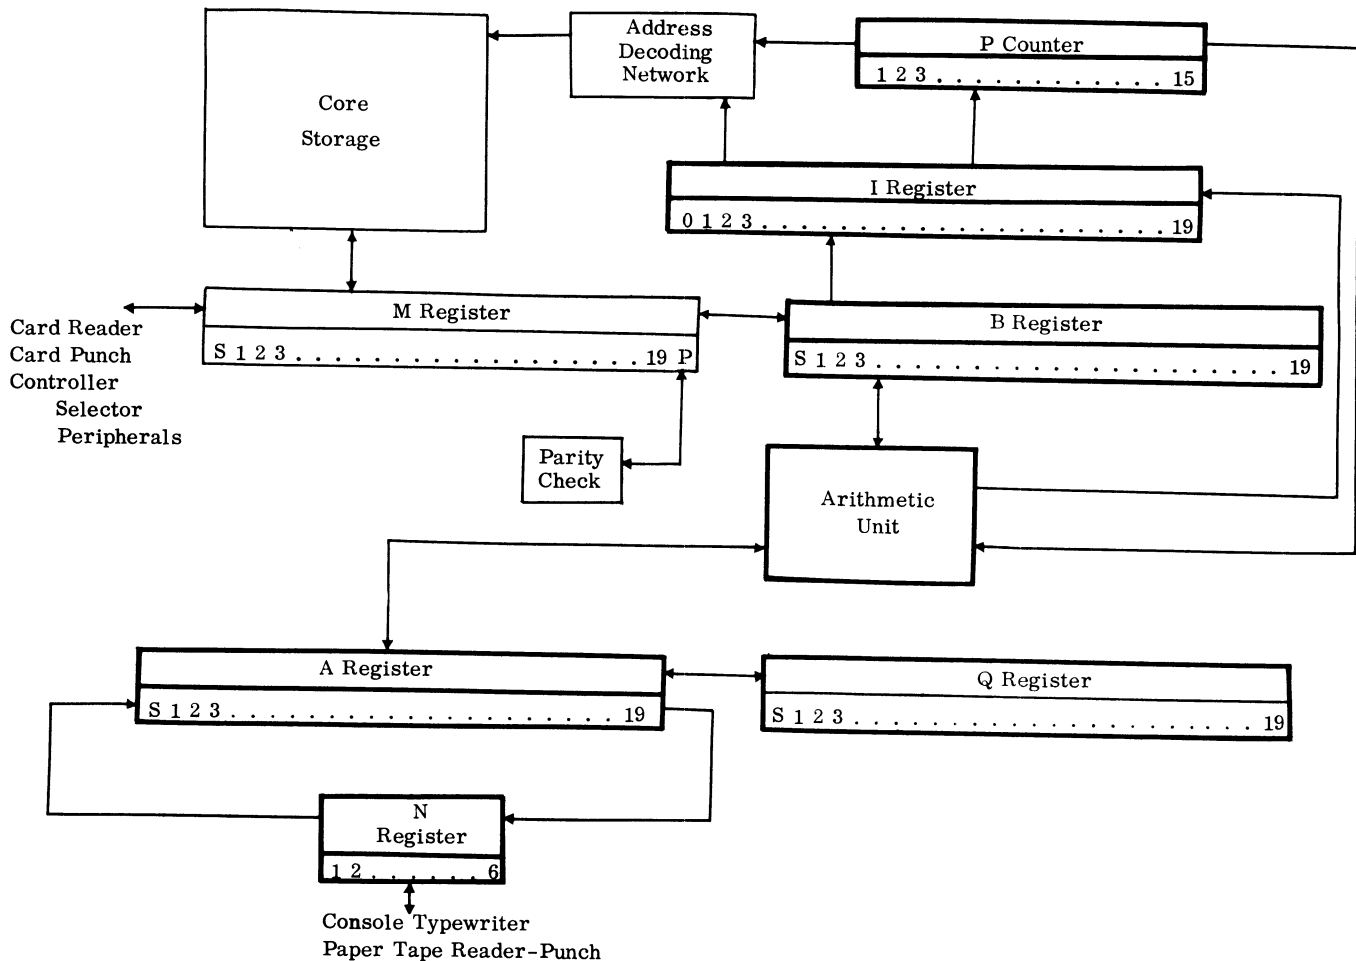 Core
Storage
Address
Decoding
Network
P Counter
1 2 3 . . . . . . . . . . . . 15
I Register
0 1 2 3 . . . . . . . . . . . . . . . . . . . . . 19
M Register
S 1 2 3 . . . . . . . . . . . . . . . . . . 19 P
B Register
S 1 2 3 . . . . . . . . . . . . . . . . . . . . . 19
Card Reader
Card Punch
Controller
Selector
Peripherals
Parity
Check
Arithmetic
Unit
A Register
S 1 2 3 . . . . . . . . . . . . . . . . . . . . 19
Q Register
S 1 2 3 . . . . . . . . . . . . . . . . . . . . . 19
N
Register
1 2 . . . . . . 6
Console Typewriter
Paper Tape Reader-Punch